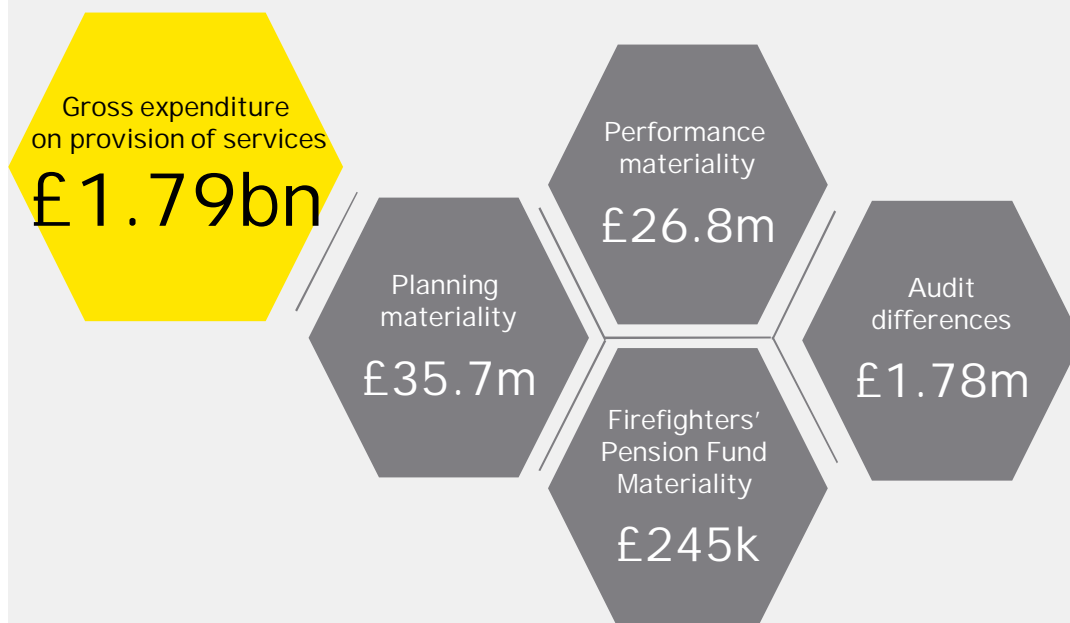 Gross expenditure
on provision of services
£1.79bn
Planning
materiality
£35.7m
Performance
materiality
£26.8m
Firefighters’
Pension Fund
Materiality
£245k
Audit
differences
£1.78m